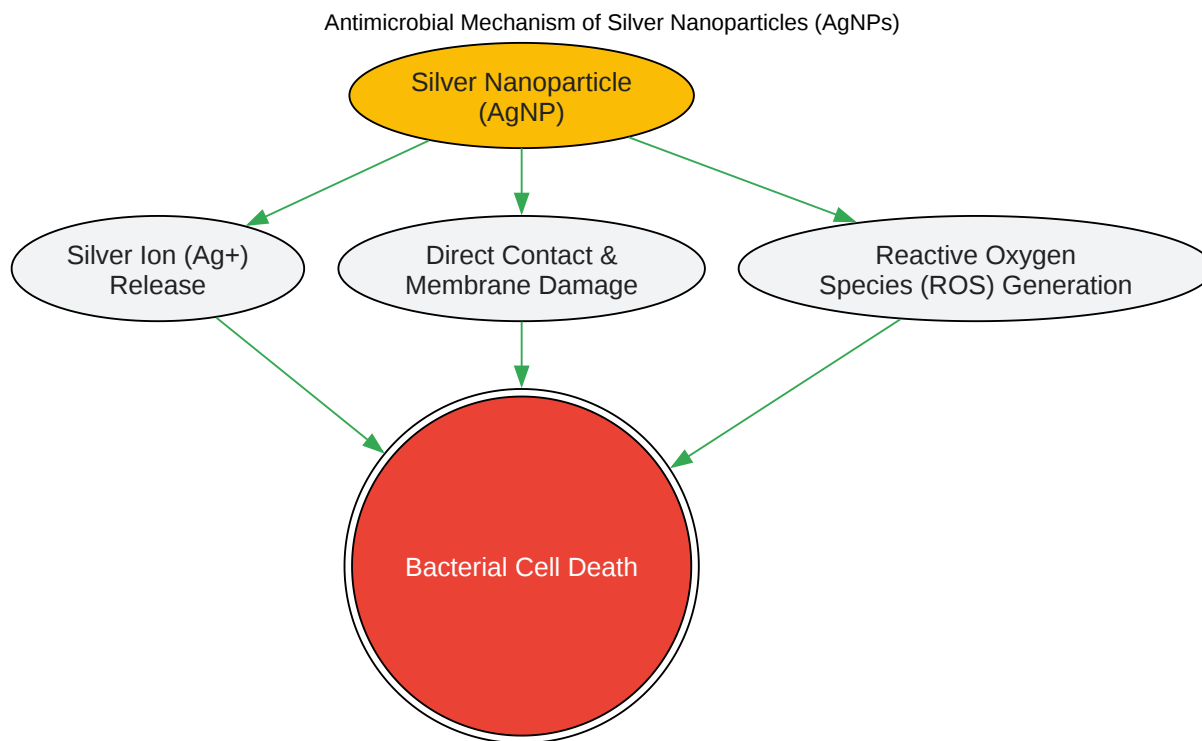 Antimicrobial Mechanism of Silver Nanoparticles (AgNPs)
Silver Nanoparticle
(AgNP)
Silver Ion (Ag+)
Release
Direct Contact &
Membrane Damage
Reactive Oxygen
Species (ROS) Generation
Bacterial Cell Death